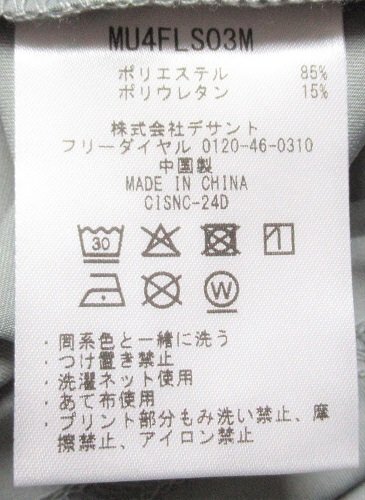 MU4FLS03M
ポリエステル 85%
ポリウレタン 15%
株式会社デサント
フリーダイヤル 0120-46-0310
中国製
MADE IN CHINA
CISNC-24D
30
W
・同系色と一緒に洗う
・つけ置き禁止
・洗濯ネット使用
・あて布使用
・プリント部分もみ洗い禁止、摩
擦禁止、アイロン禁止